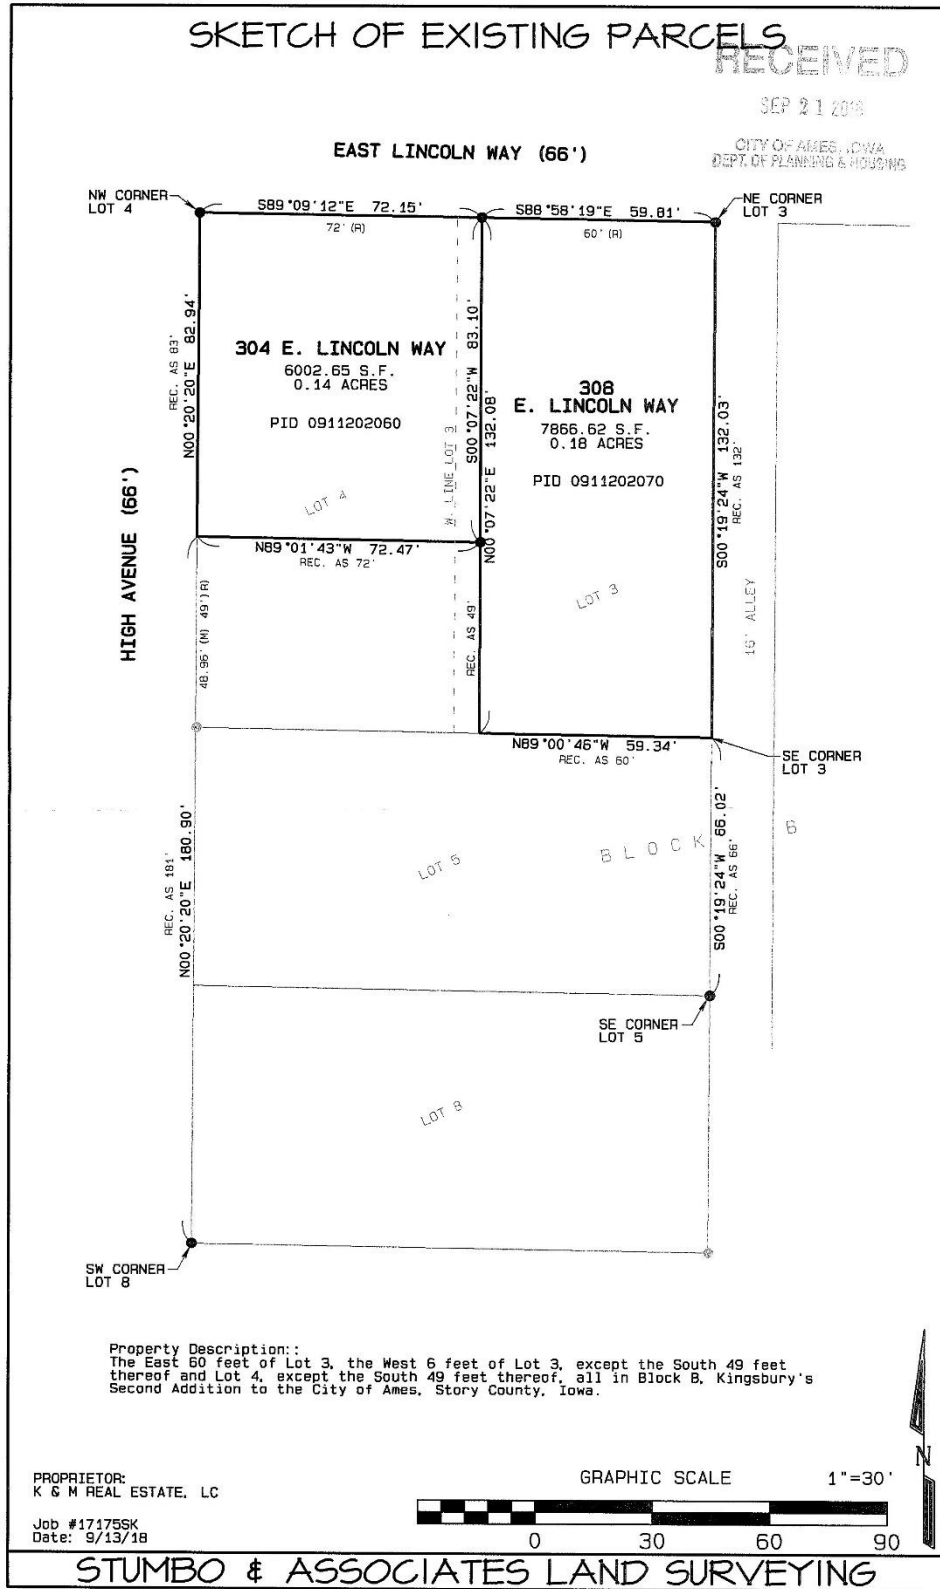 SKETCH OF EXISTING PARCELS
RECEIVED
SEP 21 2018
CITY OF AMES, IOWA
DEPT. OF PLANNING & HOUSING
EAST LINCOLN WAY (66')
NW CORNER
LOT 4
S89°09'12"E 72.15'
72' (R)
S88°58'19"E 59.81'
60' (R)
NE CORNER
LOT 3
REC. AS 83'
N00°20'20"E 82.94'
304 E. LINCOLN WAY
6002.65 S.F.
0.14 ACRES
PID 0911202060
LOT 4
W. LINE LOT 3
S00°07'22"W 83.10'
N00°07'22"E 132.08'
308
E. LINCOLN WAY
7866.62 S.F.
0.18 ACRES
PID 0911202070
LOT 3
S00°19'24"W 132.03'
REC. AS 132'
16' ALLEY
HIGH AVENUE (66')
N89°01'43"W 72.47'
REC. AS 72'
48.96' (M) 49')R)
REC. AS 49'
N89°00'46"W 59.34'
REC. AS 60'
SE CORNER
LOT 3
REC. AS 181'
N00°20'20"E 180.90'
LOT 5
BLOCK
6
S00°19'24"W 66.02'
REC. AS 66'
SE CORNER
LOT 5
LOT 8
SW CORNER
LOT 8
Property Description::
The East 60 feet of Lot 3, the West 6 feet of Lot 3, except the South 49 feet
thereof and Lot 4, except the South 49 feet thereof, all in Block 6, Kingsbury's
Second Addition to the City of Ames, Story County, Iowa.
PROPRIETOR:
K & M REAL ESTATE, LC
Job #17175SK
Date: 9/13/18
GRAPHIC SCALE 1"=30'
0 30 60 90
N
STUMBO & ASSOCIATES LAND SURVEYING